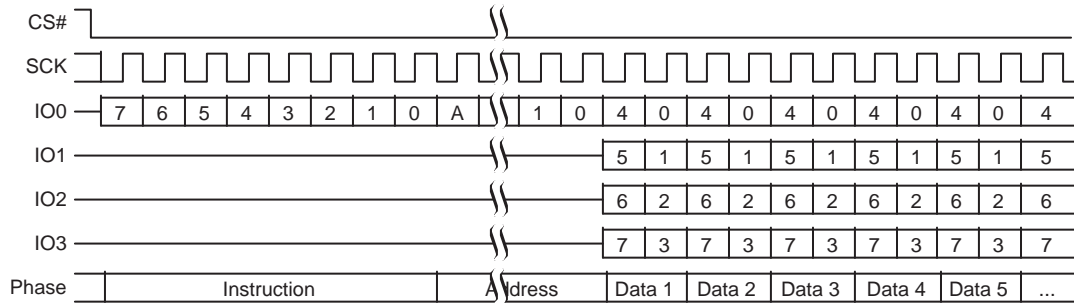 CS#
SCK
IO0 7 6 5 4 3 2 1 0 A 1 0 4 0 4 0 4 0 4 0 4 0 4
IO1 5 1 5 1 5 1 5 1 5 1 5
IO2 6 2 6 2 6 2 6 2 6 2 6
IO3 7 3 7 3 7 3 7 3 7 3 7
Phase Instruction Address Data 1 Data 2 Data 3 Data 4 Data 5 ...